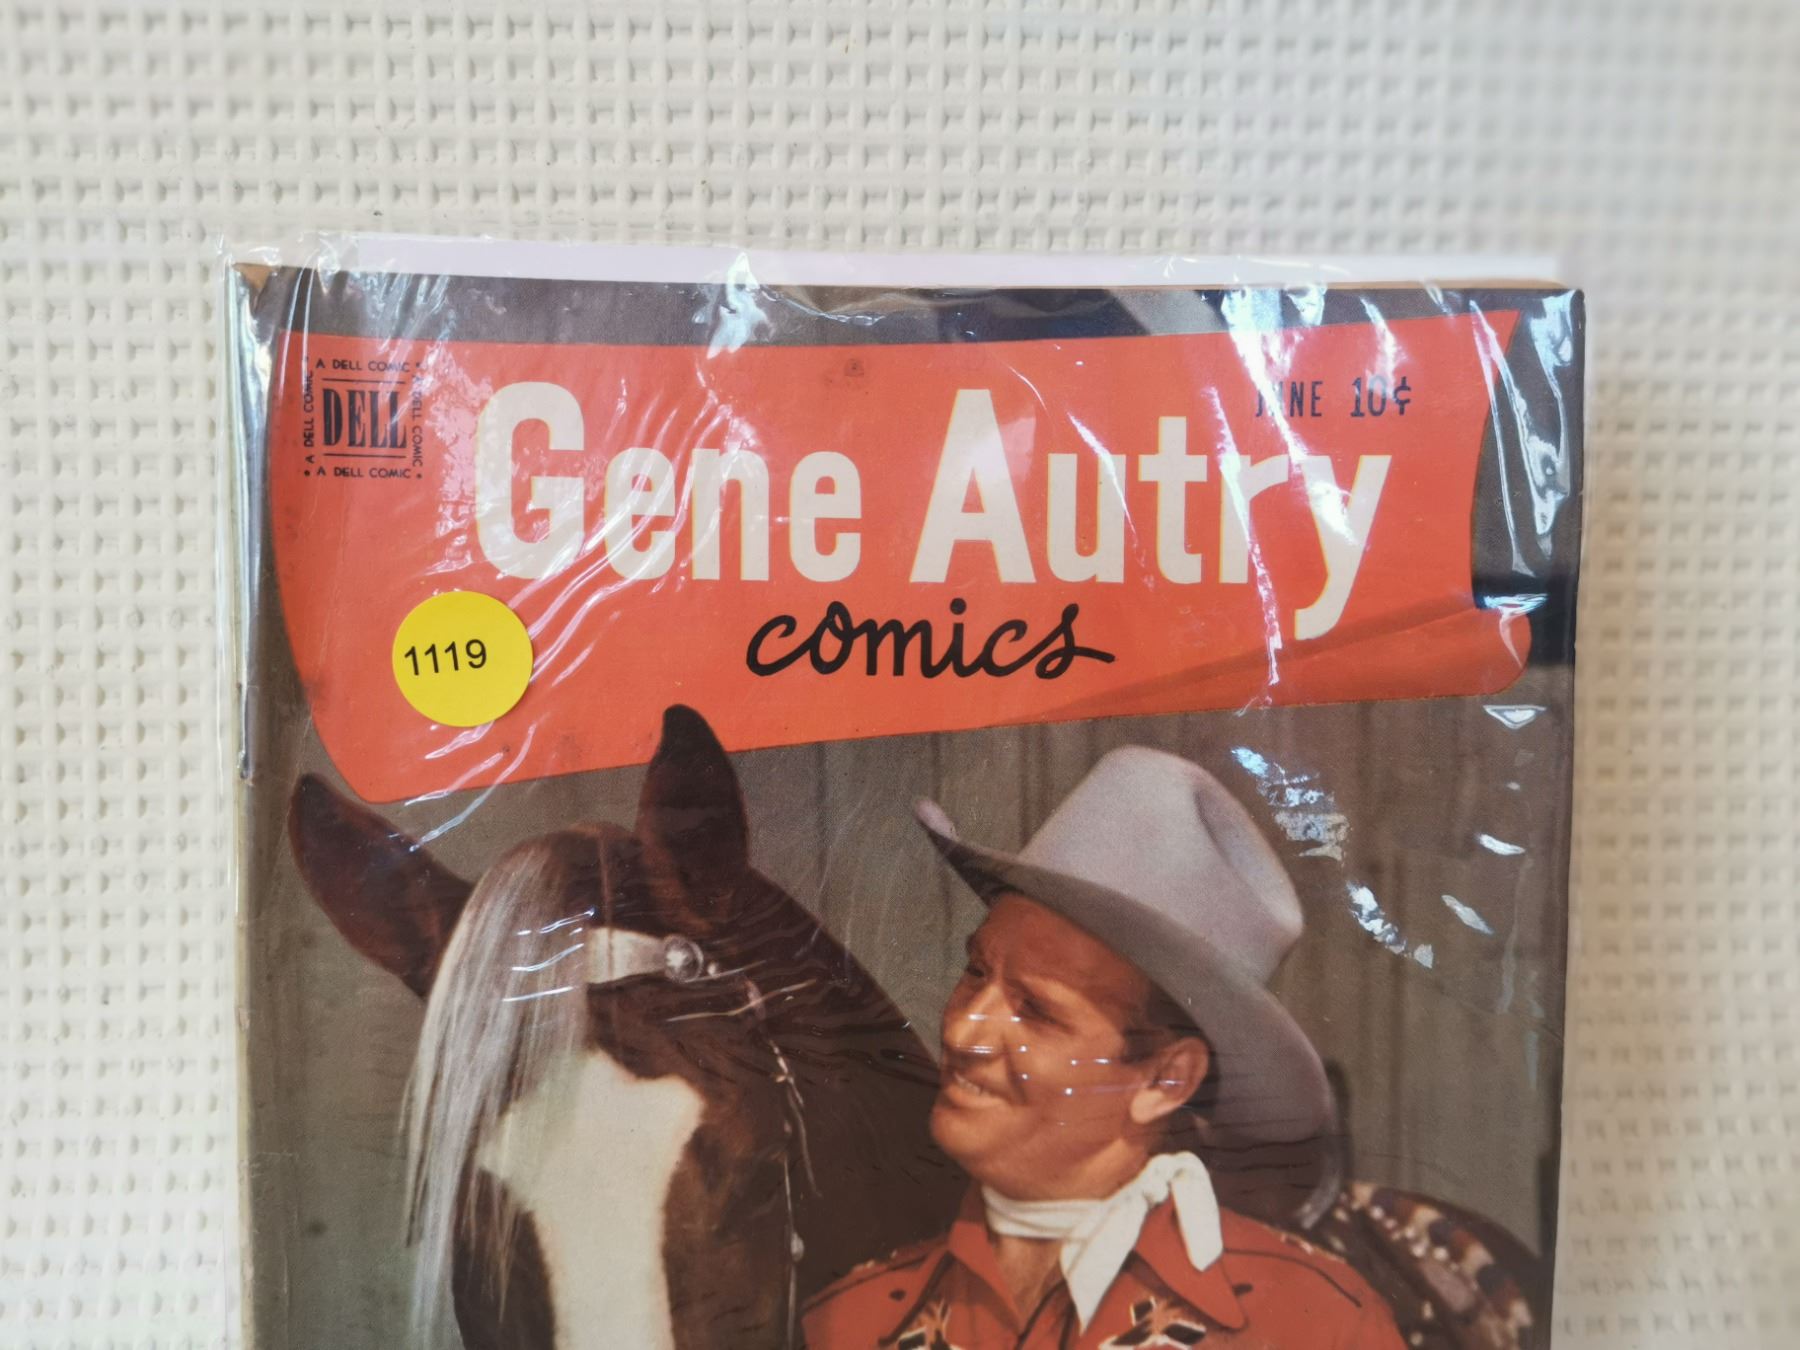 A DELL COMIC
A DELL COMIC
DELL
A DELL COMIC
A DELL COMIC
JUNE 10¢
Gene Autry
comics
1119